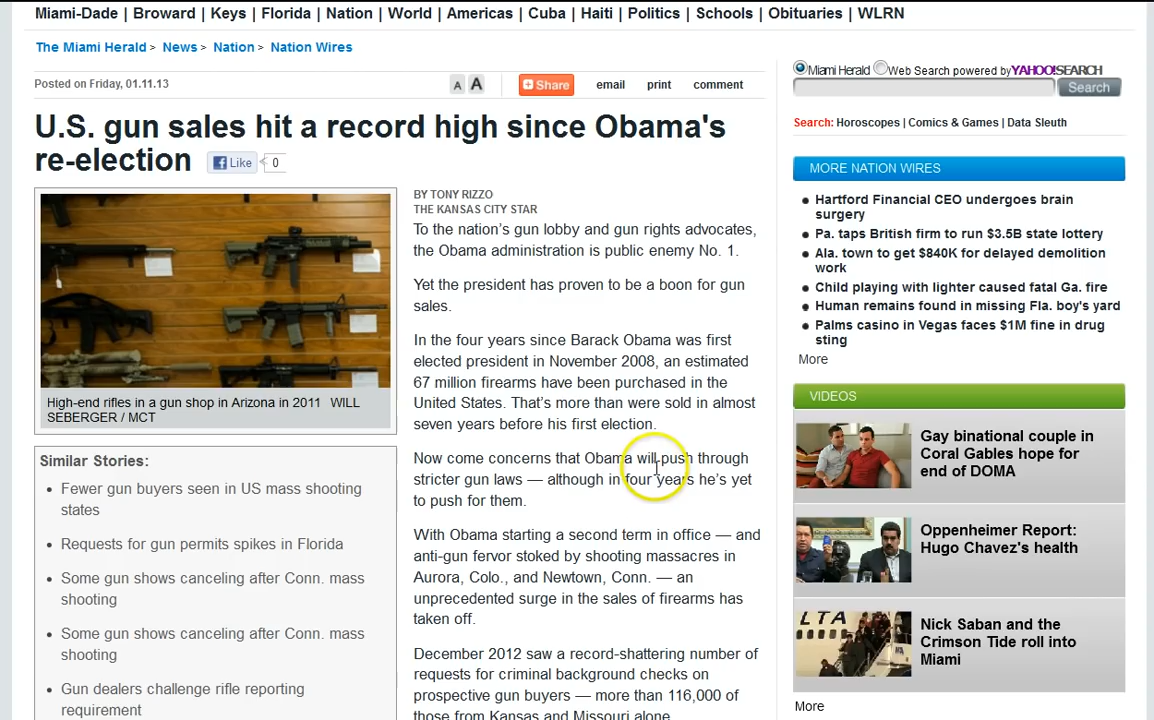 Miami-Dade | Broward | Keys | Florida | Nation | World | Americas | Cuba | Haiti | Politics | Schools | Obituaries | WLRN
The Miami Herald > News > Nation > Nation Wires
Posted on Friday, 01.11.13
A A
Share
email
print
comment
U.S. gun sales hit a record high since Obama's
re-election
Like
0
High-end rifles in a gun shop in Arizona in 2011 WILL
SEBERGER / MCT
Similar Stories:
Fewer gun buyers seen in US mass shooting
states
Requests for gun permits spikes in Florida
Some gun shows canceling after Conn. mass
shooting
Some gun shows canceling after Conn. mass
shooting
Gun dealers challenge rifle reporting
requirement
BY TONY RIZZO
THE KANSAS CITY STAR
To the nation's gun lobby and gun rights advocates,
the Obama administration is public enemy No. 1.
Yet the president has proven to be a boon for gun
sales.
In the four years since Barack Obama was first
elected president in November 2008, an estimated
67 million firearms have been purchased in the
United States. That's more than were sold in almost
seven years before his first election.
Now come concerns that Obama will push through
stricter gun laws — although in four years he's yet
to push for them.
With Obama starting a second term in office — and
anti-gun fervor stoked by shooting massacres in
Aurora, Colo., and Newtown, Conn. — an
unprecedented surge in the sales of firearms has
taken off.
December 2012 saw a record-shattering number of
requests for criminal background checks on
prospective gun buyers — more than 116,000 of
those from Kansas and Missouri alone.
Miami Herald
Web Search powered by YAHOO! SEARCH
Search
Search: Horoscopes | Comics & Games | Data Sleuth
MORE NATION WIRES
Hartford Financial CEO undergoes brain
surgery
Pa. taps British firm to run $3.5B state lottery
Ala. town to get $840K for delayed demolition
work
Child playing with lighter caused fatal Ga. fire
Human remains found in missing Fla. boy's yard
Palms casino in Vegas faces $1M fine in drug
sting
More
VIDEOS
Gay binational couple in
Coral Gables hope for
end of DOMA
Oppenheimer Report:
Hugo Chavez's health
LTA
Nick Saban and the
Crimson Tide roll into
Miami
More